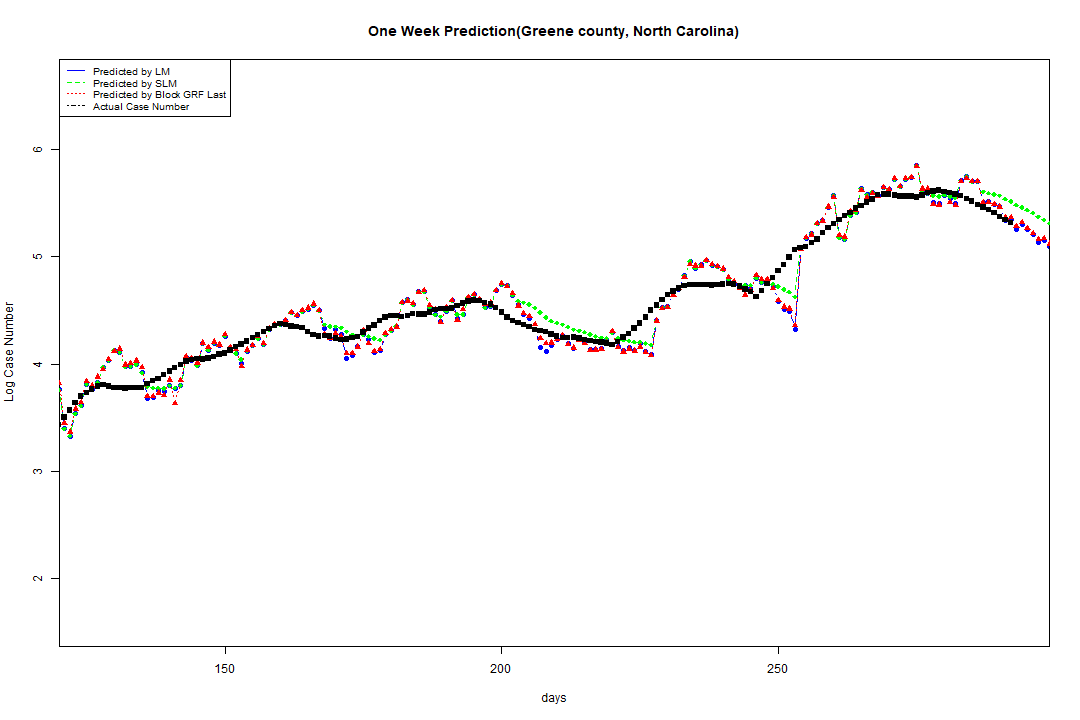 One Week Prediction(Greene county, North Carolina)
Predicted by LM
Predicted by SLM
Predicted by Block GRF Last
Actual Case Number
6
5
4
3
2
Log Case Number
150 200 250
days